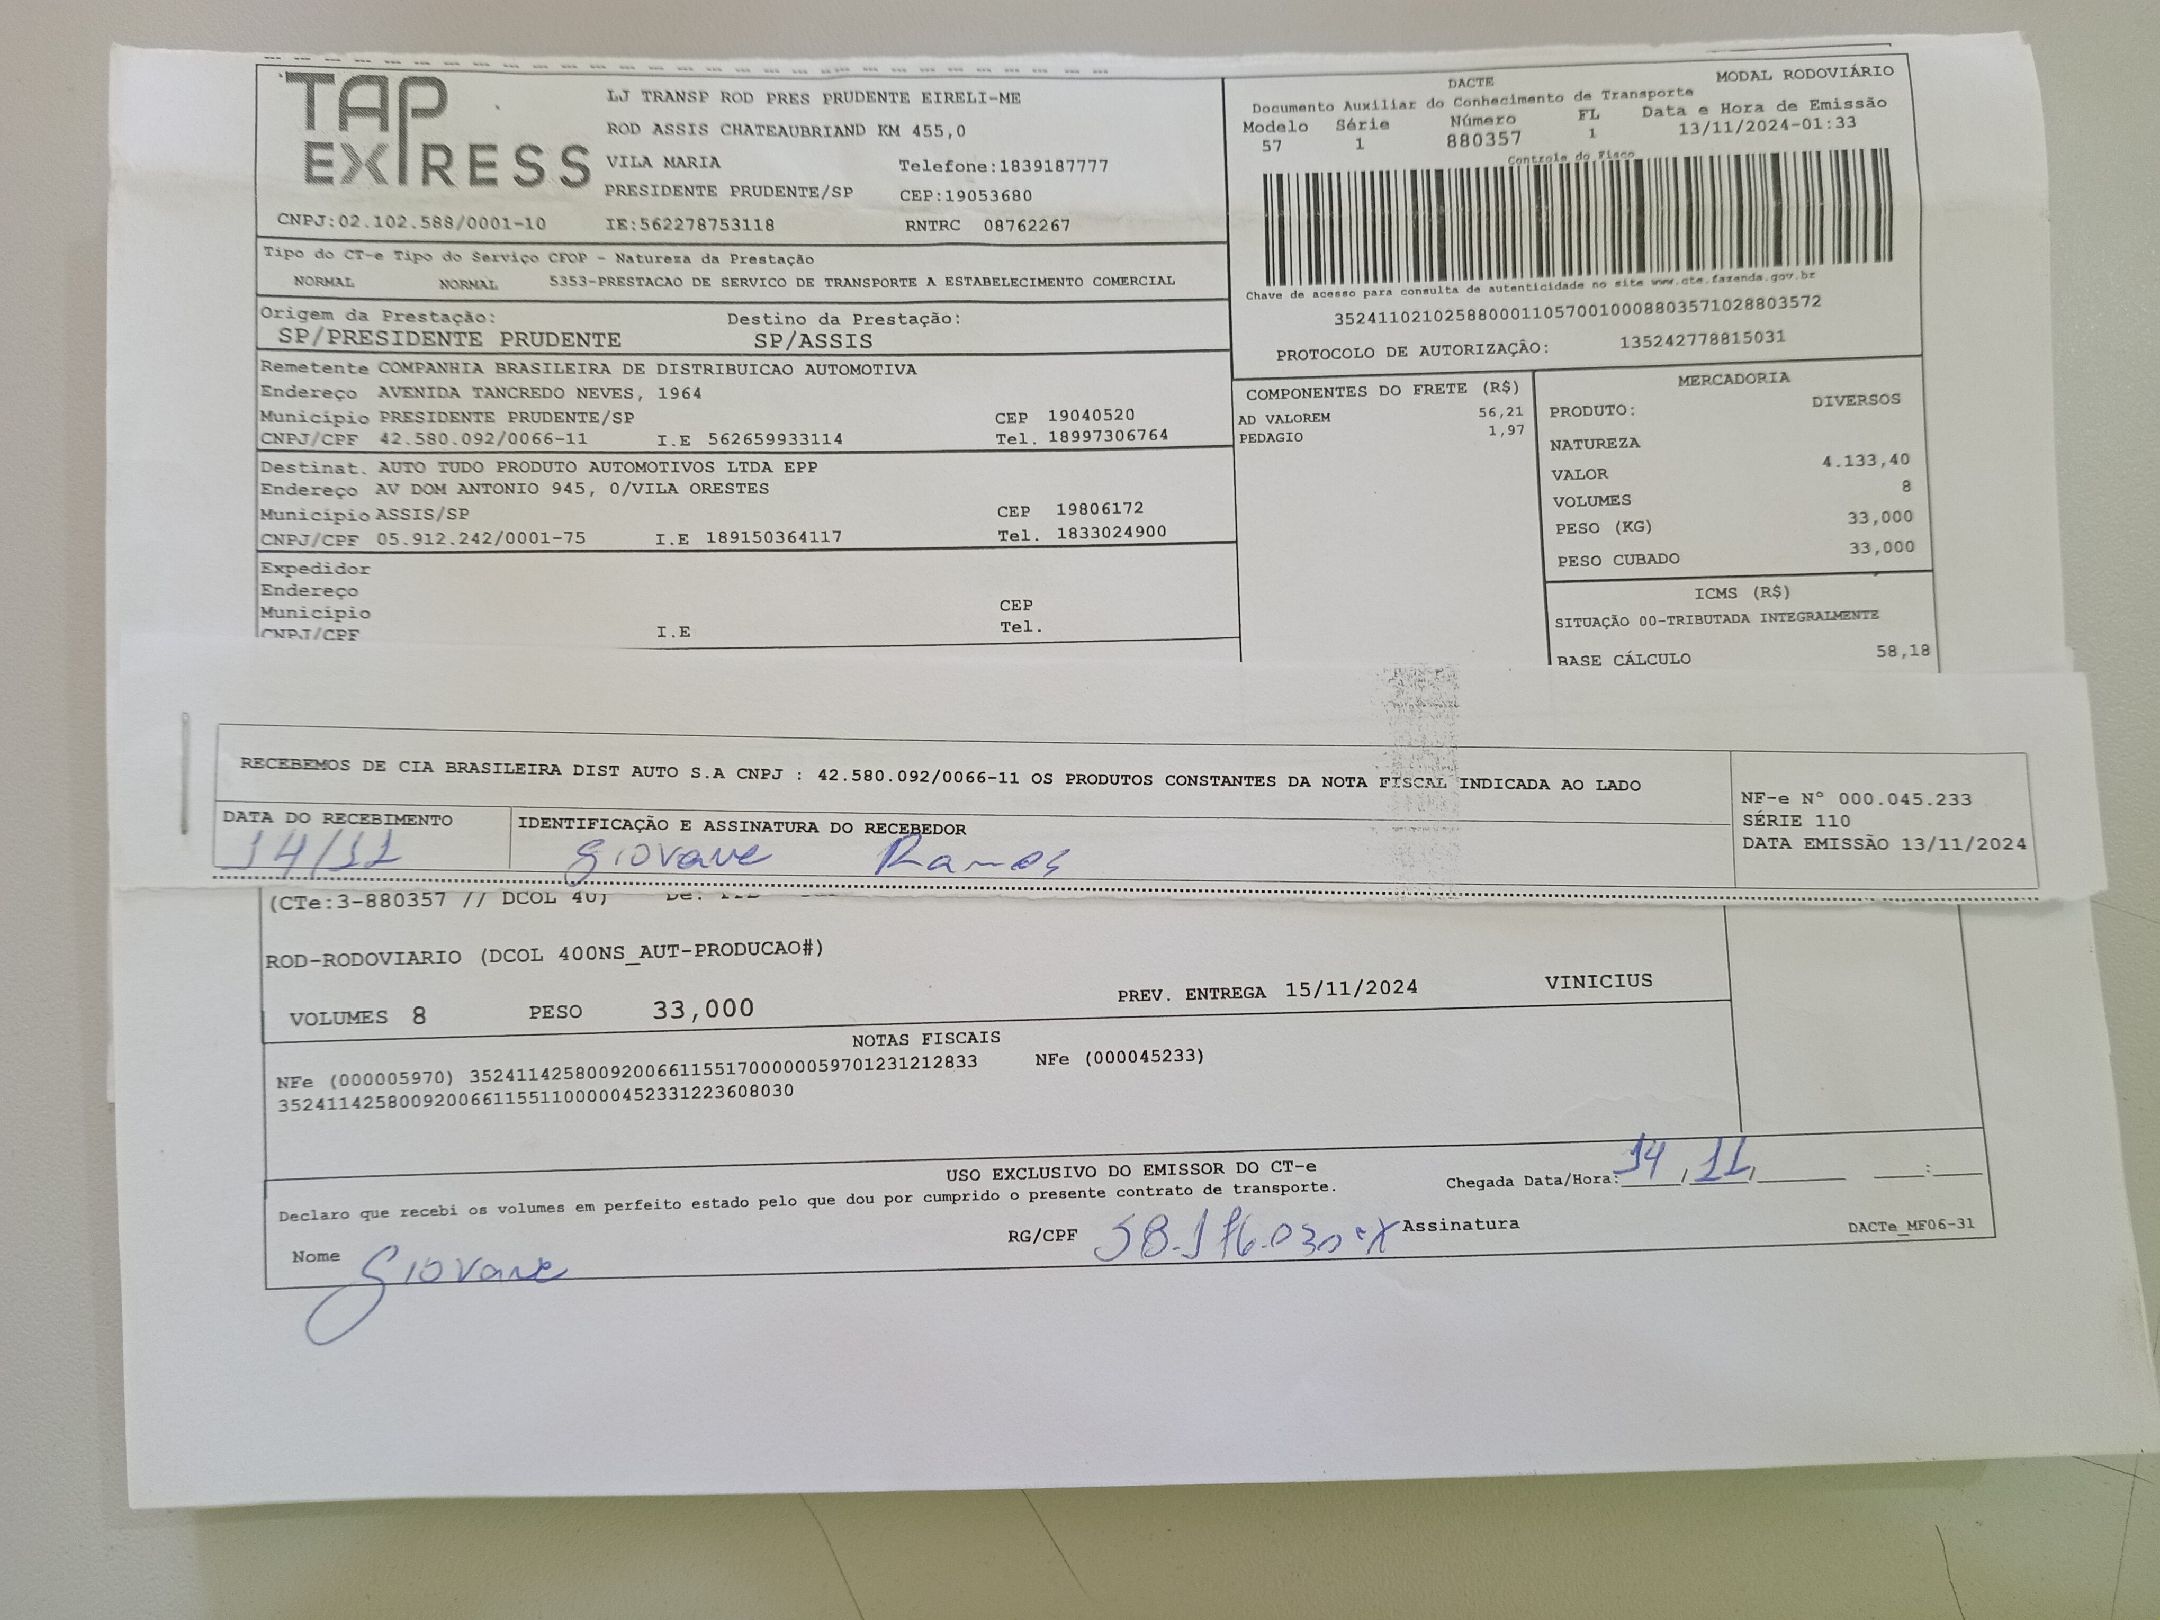 TAP EXPRESS
LJ TRANSP ROD PRES PRUDENTE EIRELI-ME
ROD ASSIS CHATEAUBRIAND KM 455,0
VILA MARIA Telefone:1839187777
PRESIDENTE PRUDENTE/SP CEP:19053680
CNPJ:02.102.588/0001-10 IE:562278753118 RNTRC 08762267
Tipo do CT-e Tipo do Serviço CFOP - Natureza da Prestação
NORMAL NORMAL 5353-PRESTACAO DE SERVICO DE TRANSPORTE A ESTABELECIMENTO COMERCIAL
Origem da Prestação: Destino da Prestação:
SP/PRESIDENTE PRUDENTE SP/ASSIS
Remetente COMPANHIA BRASILEIRA DE DISTRIBUICAO AUTOMOTIVA
Endereço AVENIDA TANCREDO NEVES, 1964
Município PRESIDENTE PRUDENTE/SP CEP 19040520
CNPJ/CPF 42.580.092/0066-11 I.E 562659933114 Tel. 18997306764
Destinat. AUTO TUDO PRODUTO AUTOMOTIVOS LTDA EPP
Endereço AV DOM ANTONIO 945, 0/VILA ORESTES
Município ASSIS/SP CEP 19806172
CNPJ/CPF 05.912.242/0001-75 I.E 189150364117 Tel. 1833024900
Expedidor
Endereço
Município CEP
CNPJ/CPF I.E Tel.
DACTE MODAL RODOVIÁRIO
Documento Auxiliar do Conhecimento de Transporte
Modelo Série Número FL Data e Hora de Emissão
57 1 880357 1 13/11/2024-01:33
Controle do Fisco
Chave de acesso para consulta de autenticidade no site www.cte.fazenda.gov.br
35241102102588000110570010008803571028803572
PROTOCOLO DE AUTORIZAÇÃO: 135242778815031
COMPONENTES DO FRETE (R$)
AD VALOREM 56,21
PEDAGIO 1,97
MERCADORIA
PRODUTO: DIVERSOS
NATUREZA
VALOR 4.133,40
VOLUMES 8
PESO (KG) 33,000
PESO CUBADO 33,000
ICMS (R$)
SITUAÇÃO 00-TRIBUTADA INTEGRALMENTE
BASE CÁLCULO 58,18
RECEBEMOS DE CIA BRASILEIRA DIST AUTO S.A CNPJ : 42.580.092/0066-11 OS PRODUTOS CONSTANTES DA NOTA FISCAL INDICADA AO LADO
DATA DO RECEBIMENTO IDENTIFICAÇÃO E ASSINATURA DO RECEBEDOR
14/11 Giovane Ramos
NF-e N° 000.045.233
SÉRIE 110
DATA EMISSÃO 13/11/2024
(CTe:3-880357 // DCOL 40)
ROD-RODOVIARIO (DCOL 400NS_AUT-PRODUCAO#)
VOLUMES 8 PESO 33,000 PREV. ENTREGA 15/11/2024 VINICIUS
NOTAS FISCAIS
NFe (000005970) 35241142580092006611551700000059701231212833 NFe (000045233)
35241142580092006611551100000452331223608030
USO EXCLUSIVO DO EMISSOR DO CT-e
Declaro que recebi os volumes em perfeito estado pelo que dou por cumprido o presente contrato de transporte.
Chegada Data/Hora: 14/11/ :
Nome Giovane RG/CPF Assinatura
DACTe_MF06-31